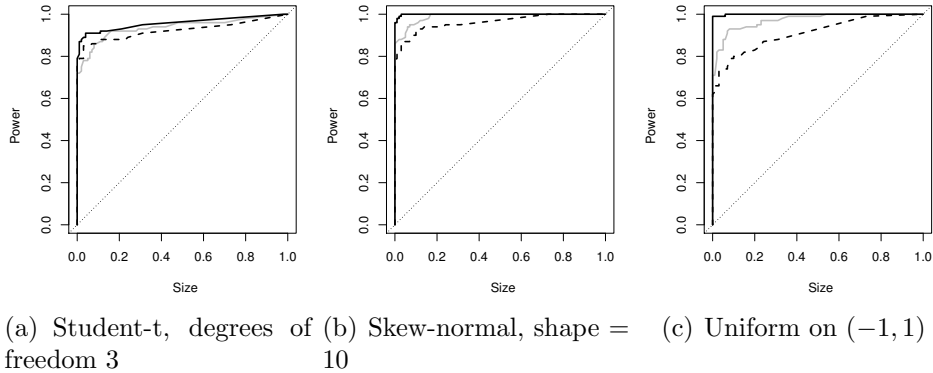 1.0
0.8
0.6
0.4
0.2
0.0
Power
0.0 0.2 0.4 0.6 0.8 1.0
Size
1.0
0.8
0.6
0.4
0.2
0.0
Power
0.0 0.2 0.4 0.6 0.8 1.0
Size
1.0
0.8
0.6
0.4
0.2
0.0
Power
0.0 0.2 0.4 0.6 0.8 1.0
Size
(a) Student-t, degrees of
freedom 3
(b) Skew-normal, shape =
10
(c) Uniform on (−1, 1)